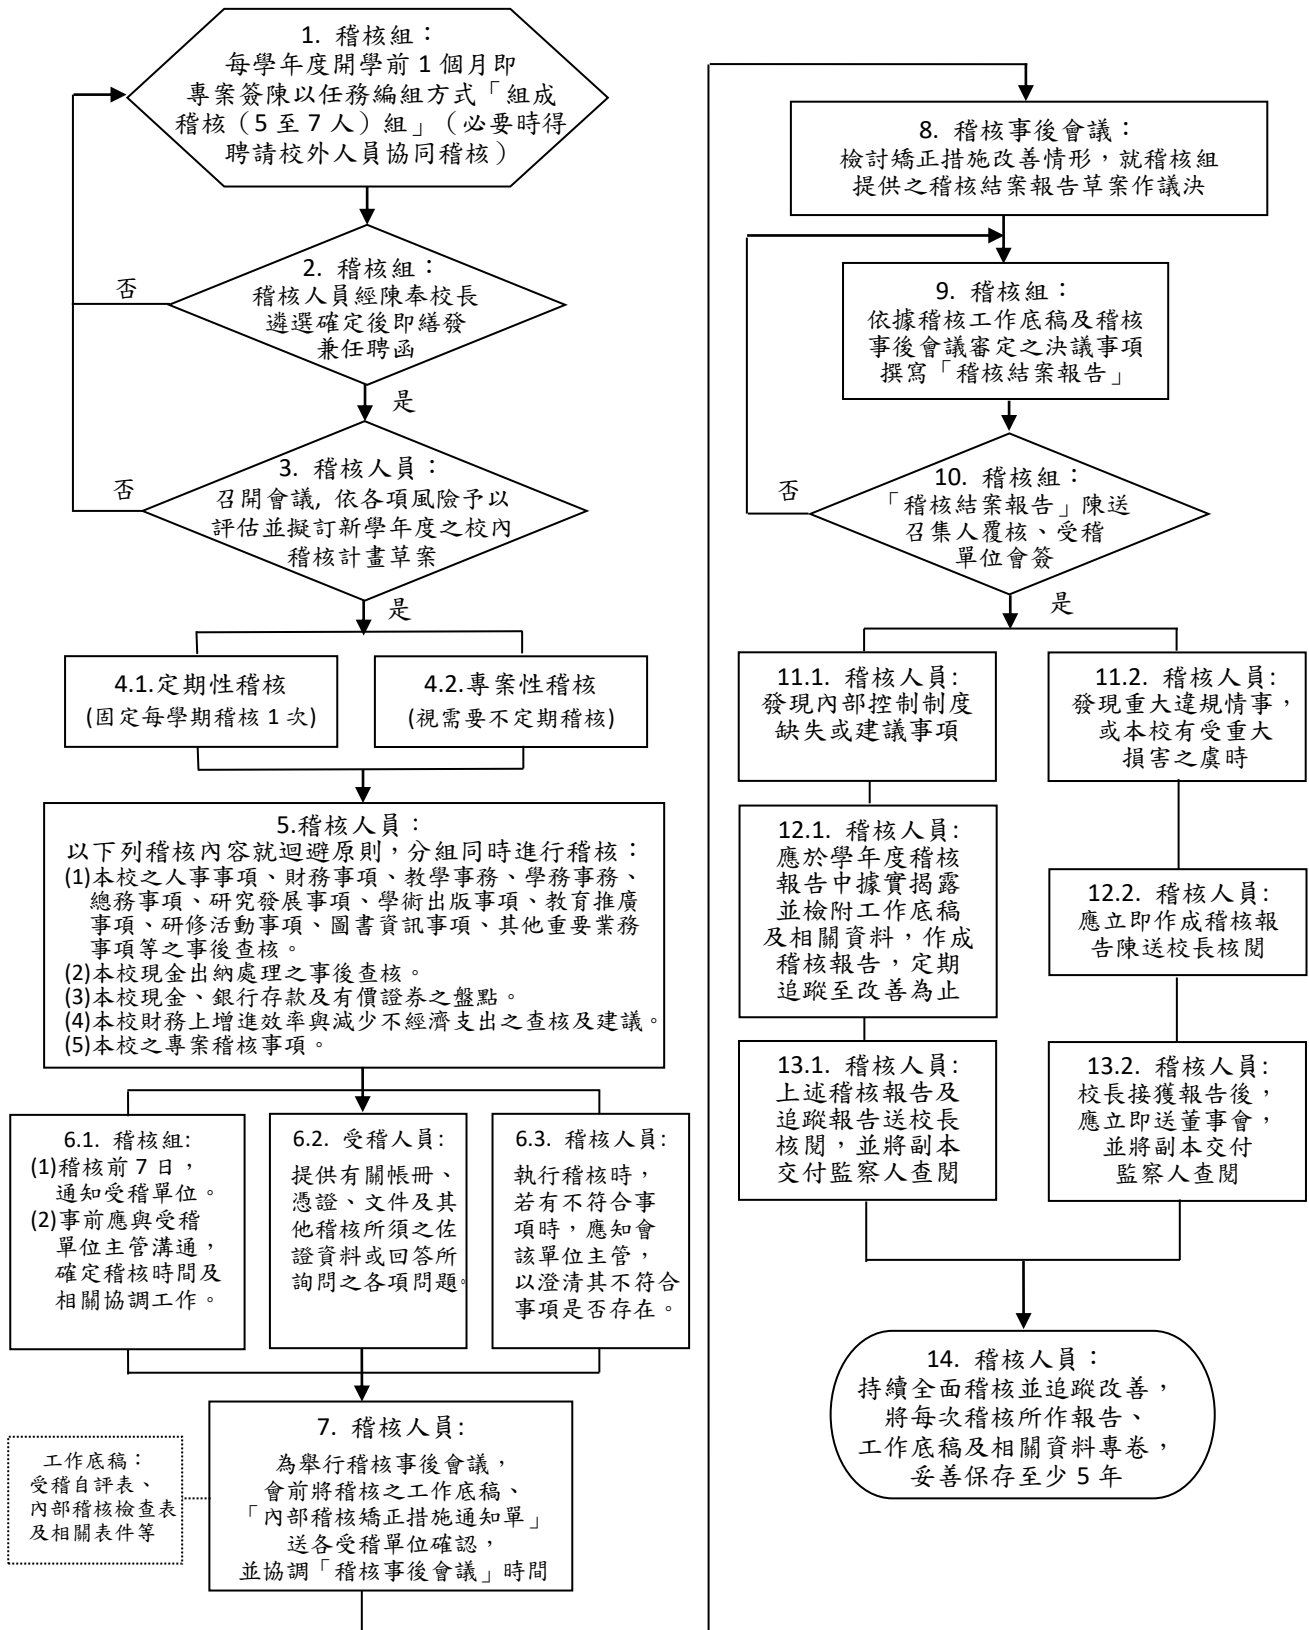 1. 稽核組：
每學年度開學前 1 個月即
專案簽陳以任務編組方式「組成
稽核（5 至 7 人）組」（必要時得
聘請校外人員協同稽核）
2. 稽核組：
稽核人員經陳奉校長
遴選確定後即繕發
兼任聘函
否
是
3. 稽核人員：
召開會議, 依各項風險予以
評估並擬訂新學年度之校內
稽核計畫草案
否
是
4.1.定期性稽核
(固定每學期稽核 1 次)
4.2.專案性稽核
(視需要不定期稽核)
5.稽核人員：
以下列稽核內容就迴避原則，分組同時進行稽核：
(1)本校之人事事項、財務事項、教學事務、學務事務、
總務事項、研究發展事項、學術出版事項、教育推廣
事項、研修活動事項、圖書資訊事項、其他重要業務
事項等之事後查核。
(2)本校現金出納處理之事後查核。
(3)本校現金、銀行存款及有價證券之盤點。
(4)本校財務上增進效率與減少不經濟支出之查核及建議。
(5)本校之專案稽核事項。
6.1. 稽核組:
(1)稽核前 7 日，
通知受稽單位。
(2)事前應與受稽
單位主管溝通，
確定稽核時間及
相關協調工作。
6.2. 受稽人員:
提供有關帳冊、
憑證、文件及其
他稽核所須之佐
證資料或回答所
詢問之各項問題。
6.3. 稽核人員:
執行稽核時，
若有不符合事
項時，應知會
該單位主管，
以澄清其不符合
事項是否存在。
7. 稽核人員:
為舉行稽核事後會議，
會前將稽核之工作底稿、
「內部稽核矯正措施通知單」
送各受稽單位確認，
並協調「稽核事後會議」時間
工作底稿：
受稽自評表、
內部稽核檢查表
及相關表件等
8. 稽核事後會議：
檢討矯正措施改善情形，就稽核組
提供之稽核結案報告草案作議決
9. 稽核組：
依據稽核工作底稿及稽核
事後會議審定之決議事項
撰寫「稽核結案報告」
10. 稽核組：
「稽核結案報告」陳送
召集人覆核、受稽
單位會簽
否
是
11.1. 稽核人員:
發現內部控制制度
缺失或建議事項
11.2. 稽核人員:
發現重大違規情事，
或本校有受重大
損害之虞時
12.1. 稽核人員:
應於學年度稽核
報告中據實揭露
並檢附工作底稿
及相關資料，作成
稽核報告，定期
追蹤至改善為止
12.2. 稽核人員:
應立即作成稽核報
告陳送校長核閱
13.1. 稽核人員:
上述稽核報告及
追蹤報告送校長
核閱，並將副本
交付監察人查閱
13.2. 稽核人員:
校長接獲報告後，
應立即送董事會，
並將副本交付
監察人查閱
14. 稽核人員：
持續全面稽核並追蹤改善，
將每次稽核所作報告、
工作底稿及相關資料專卷，
妥善保存至少 5 年